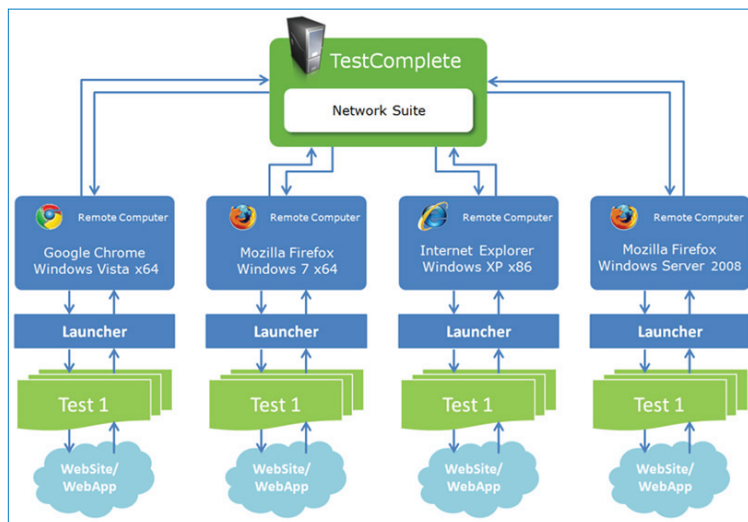 TestComplete
Network Suite
Remote Computer
Google Chrome
Windows Vista x64
Launcher
Test 1
WebSite/
WebApp
Remote Computer
Mozilla Firefox
Windows 7 x64
Launcher
Test 1
WebSite/
WebApp
Remote Computer
Internet Explorer
Windows XP x86
Launcher
Test 1
WebSite/
WebApp
Remote Computer
Mozilla Firefox
Windows Server 2008
Launcher
Test 1
WebSite/
WebApp